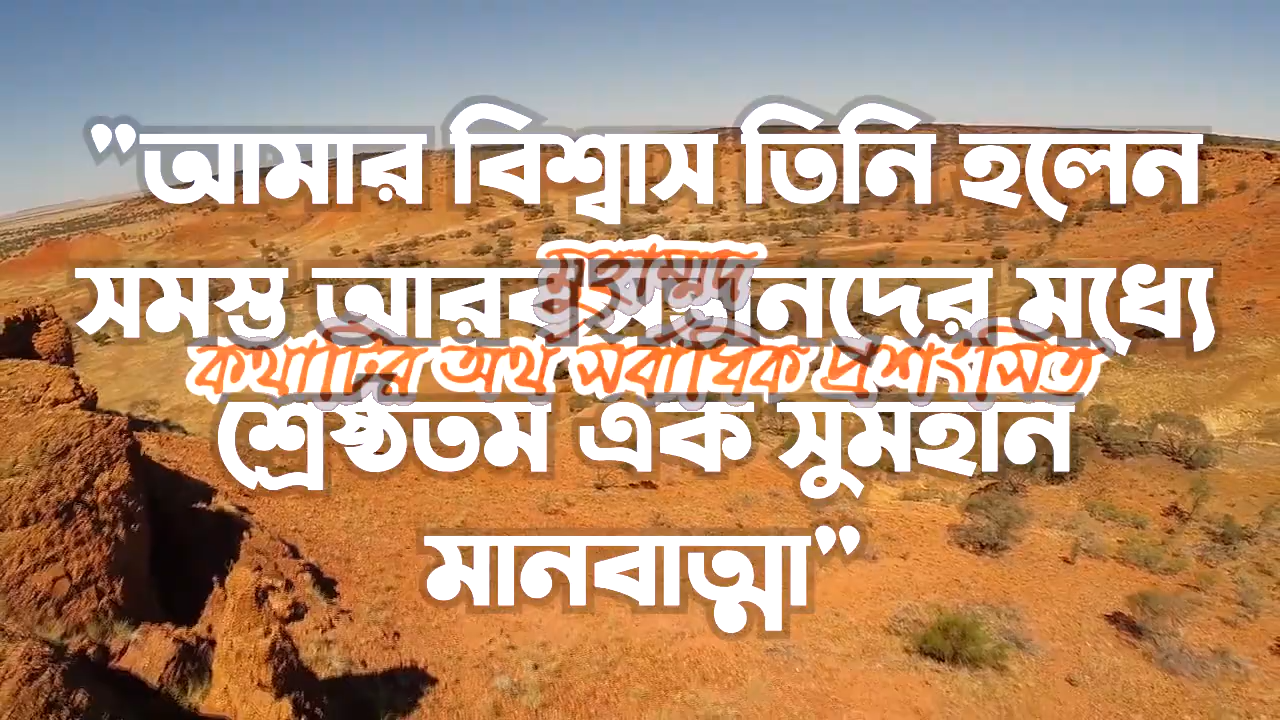 "আমার বিশ্বাস তিনি হলেন
মুহাম্মদ
সমস্ত আরব সন্তানদের মধ্যে
কথাটির অর্থ সর্বাধিক প্রশংসিত
শ্রেষ্ঠতম এক সুমহান
মানবাত্মা"